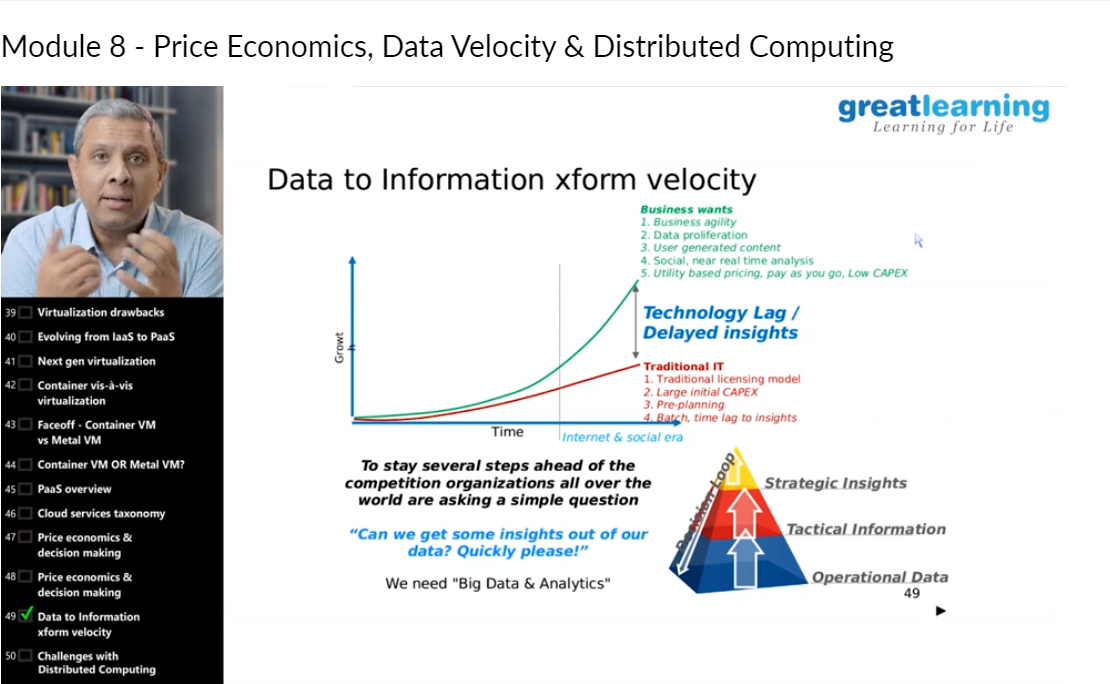 Module 8 - Price Economics, Data Velocity & Distributed Computing
greatlearning
Learning for Life
Data to Information xform velocity
Business wants
1. Business agility
2. Data proliferation
3. User generated content
4. Social, near real time analysis
5. Utility based pricing, pay as you go, Low CAPEX
Technology Lag /
Delayed insights
Growt
h
Traditional IT
1. Traditional licensing model
2. Large initial CAPEX
3. Pre-planning
4. Batch, time lag to insights
Time
Internet & social era
To stay several steps ahead of the
competition organizations all over the
world are asking a simple question
“Can we get some insights out of our
data? Quickly please!”
We need "Big Data & Analytics"
Decision Loop
Strategic Insights
Tactical Information
Operational Data
49
39 Virtualization drawbacks
40 Evolving from IaaS to PaaS
41 Next gen virtualization
42 Container vis-à-vis
virtualization
43 Faceoff - Container VM
vs Metal VM
44 Container VM OR Metal VM?
45 PaaS overview
46 Cloud services taxonomy
47 Price economics &
decision making
48 Price economics &
decision making
49 Data to Information
xform velocity
50 Challenges with
Distributed Computing